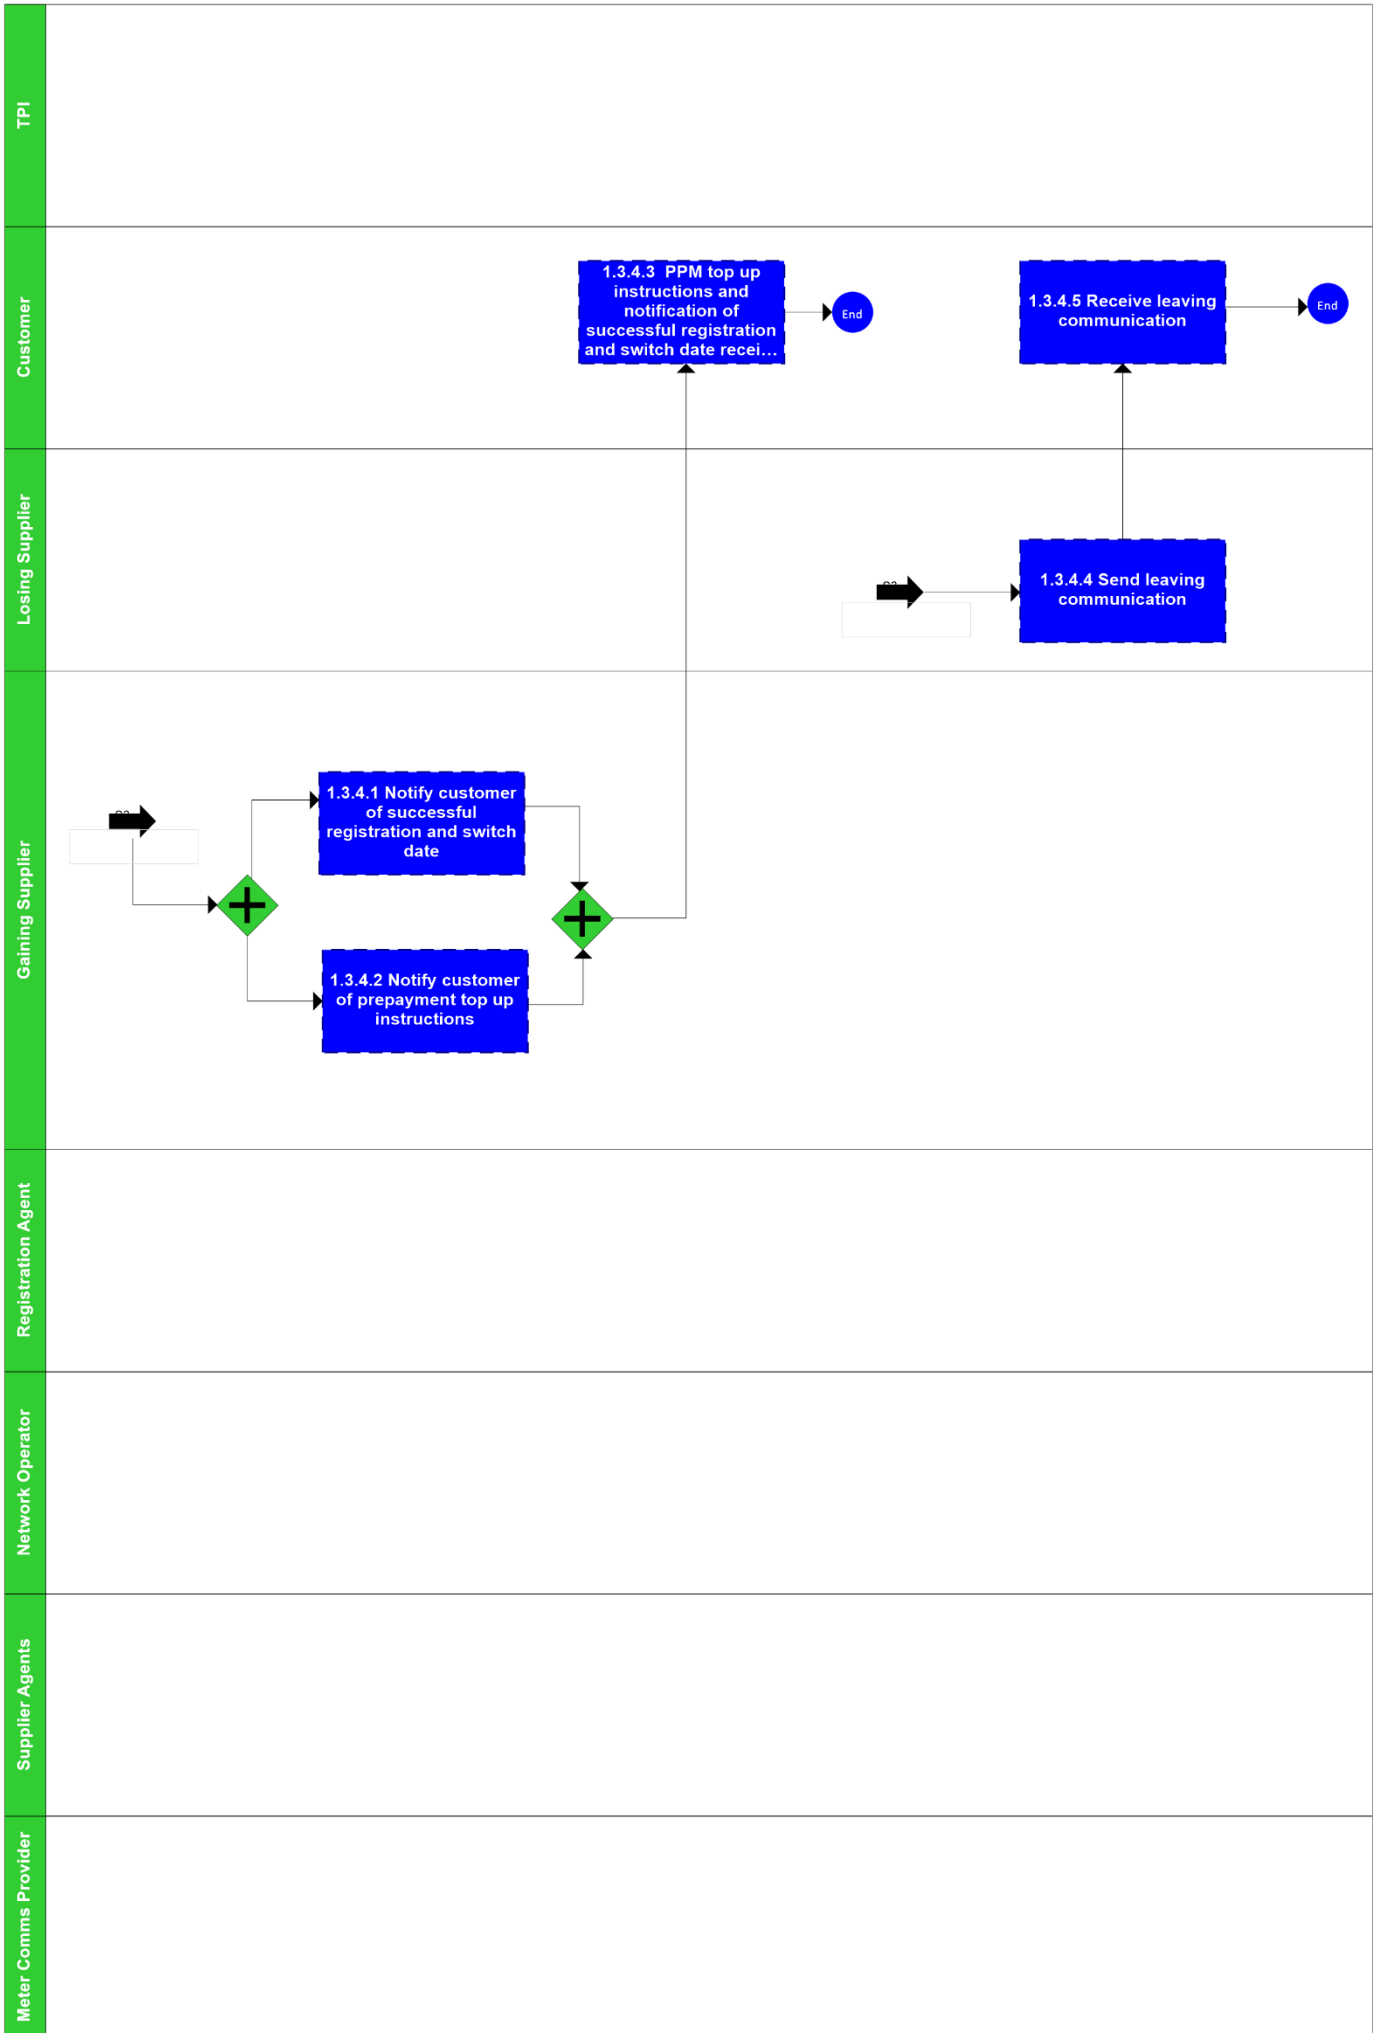 TPI
Customer
1.3.4.3 PPM top up
instructions and
notification of
successful registration
and switch date recei...
End
1.3.4.5 Receive leaving
communication
End
Losing Supplier
1.3.4.4 Send leaving
communication
Gaining Supplier
1.3.4.1 Notify customer
of successful
registration and switch
date
1.3.4.2 Notify customer
of prepayment top up
instructions
Registration Agent
Network Operator
Supplier Agents
Meter Comms Provider